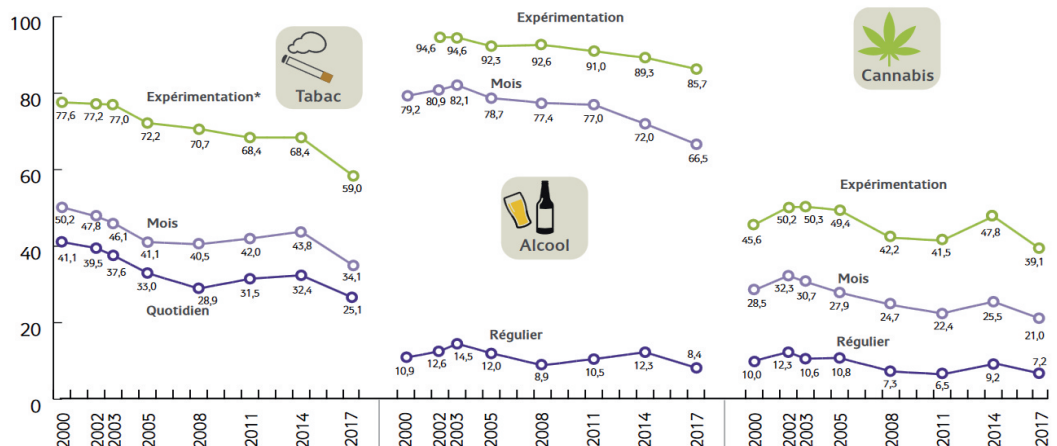 100
80
60
40
20
0
Tabac
Expérimentation*
77,6 77,2 77,0 72,2 70,7 68,4 68,4 59,0
Mois
50,2 47,8 46,1 41,1 40,5 42,0 43,8 34,1
41,1 39,5 37,6 33,0 28,9 31,5 32,4 25,1
Quotidien
2000 2002 2003 2005 2008 2011 2014 2017
Expérimentation
94,6 94,6 92,3 92,6 91,0 89,3 85,7
Mois
79,2 80,9 82,1 78,7 77,4 77,0 72,0 66,5
Alcool
Régulier
10,9 12,6 14,5 12,0 8,9 10,5 12,3 8,4
2000 2002 2003 2005 2008 2011 2014 2017
Cannabis
Expérimentation
45,6 50,2 50,3 49,4 42,2 41,5 47,8 39,1
Mois
28,5 32,3 30,7 27,9 24,7 22,4 25,5 21,0
Régulier
10,0 12,3 10,6 10,8 7,3 6,5 9,2 7,2
2000 2002 2003 2005 2008 2011 2014 2017